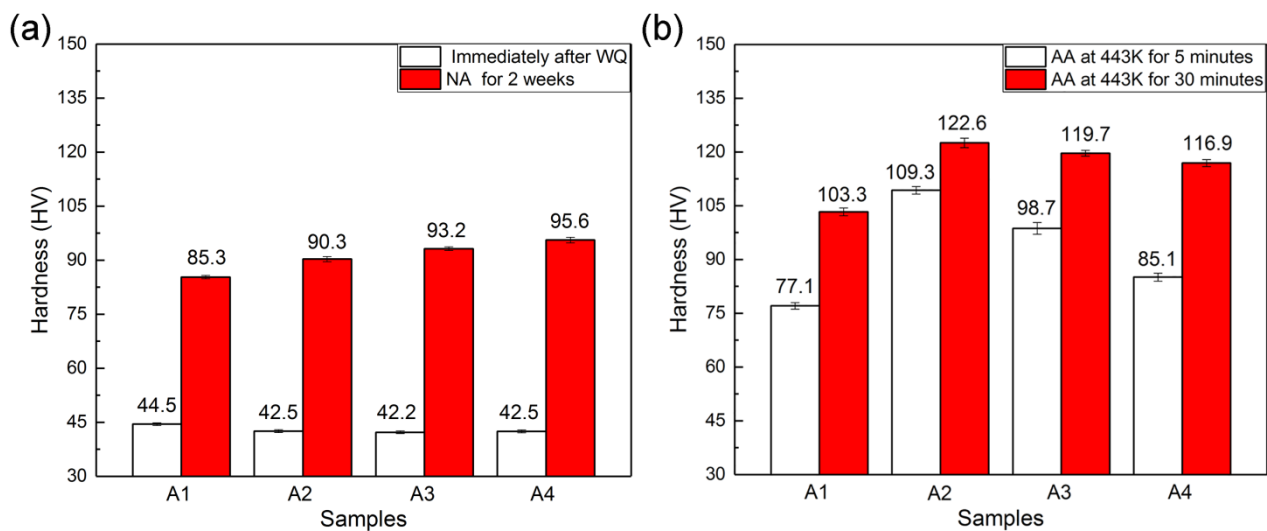 (a)
150
135
120
105
90
75
60
45
30
Hardness (HV)
Immediately after WQ
NA for 2 weeks
44.5
85.3
42.5
90.3
42.2
93.2
42.5
95.6
A1
A2
A3
A4
Samples
(b)
150
135
120
105
90
75
60
45
30
Hardness (HV)
AA at 443K for 5 minutes
AA at 443K for 30 minutes
77.1
103.3
109.3
122.6
98.7
119.7
85.1
116.9
A1
A2
A3
A4
Samples